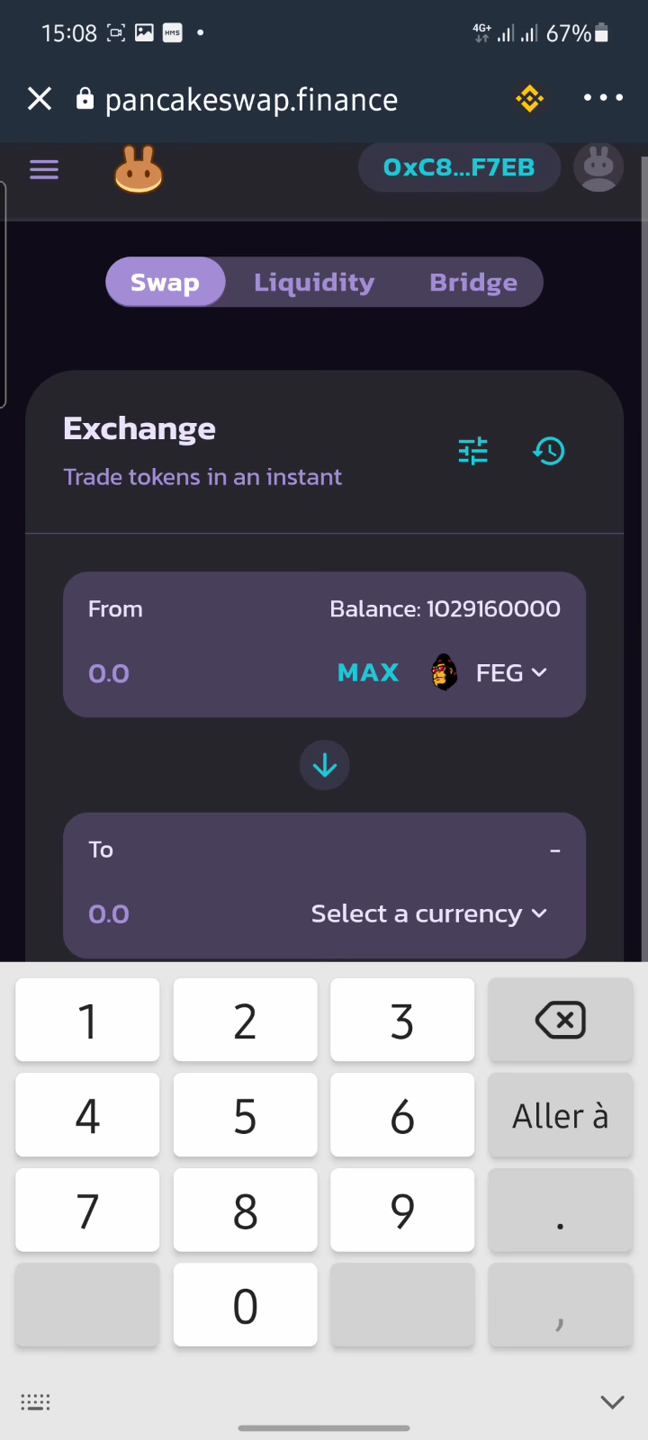 15:08 HMS 4G+ 67%
pancakeswap.finance
0xC8...F7EB
Swap Liquidity Bridge
Exchange
Trade tokens in an instant
From Balance: 1029160000
0.0 MAX FEG
To -
0.0 Select a currency
1 2 3
4 5 6 Aller à
7 8 9 .
0 ,